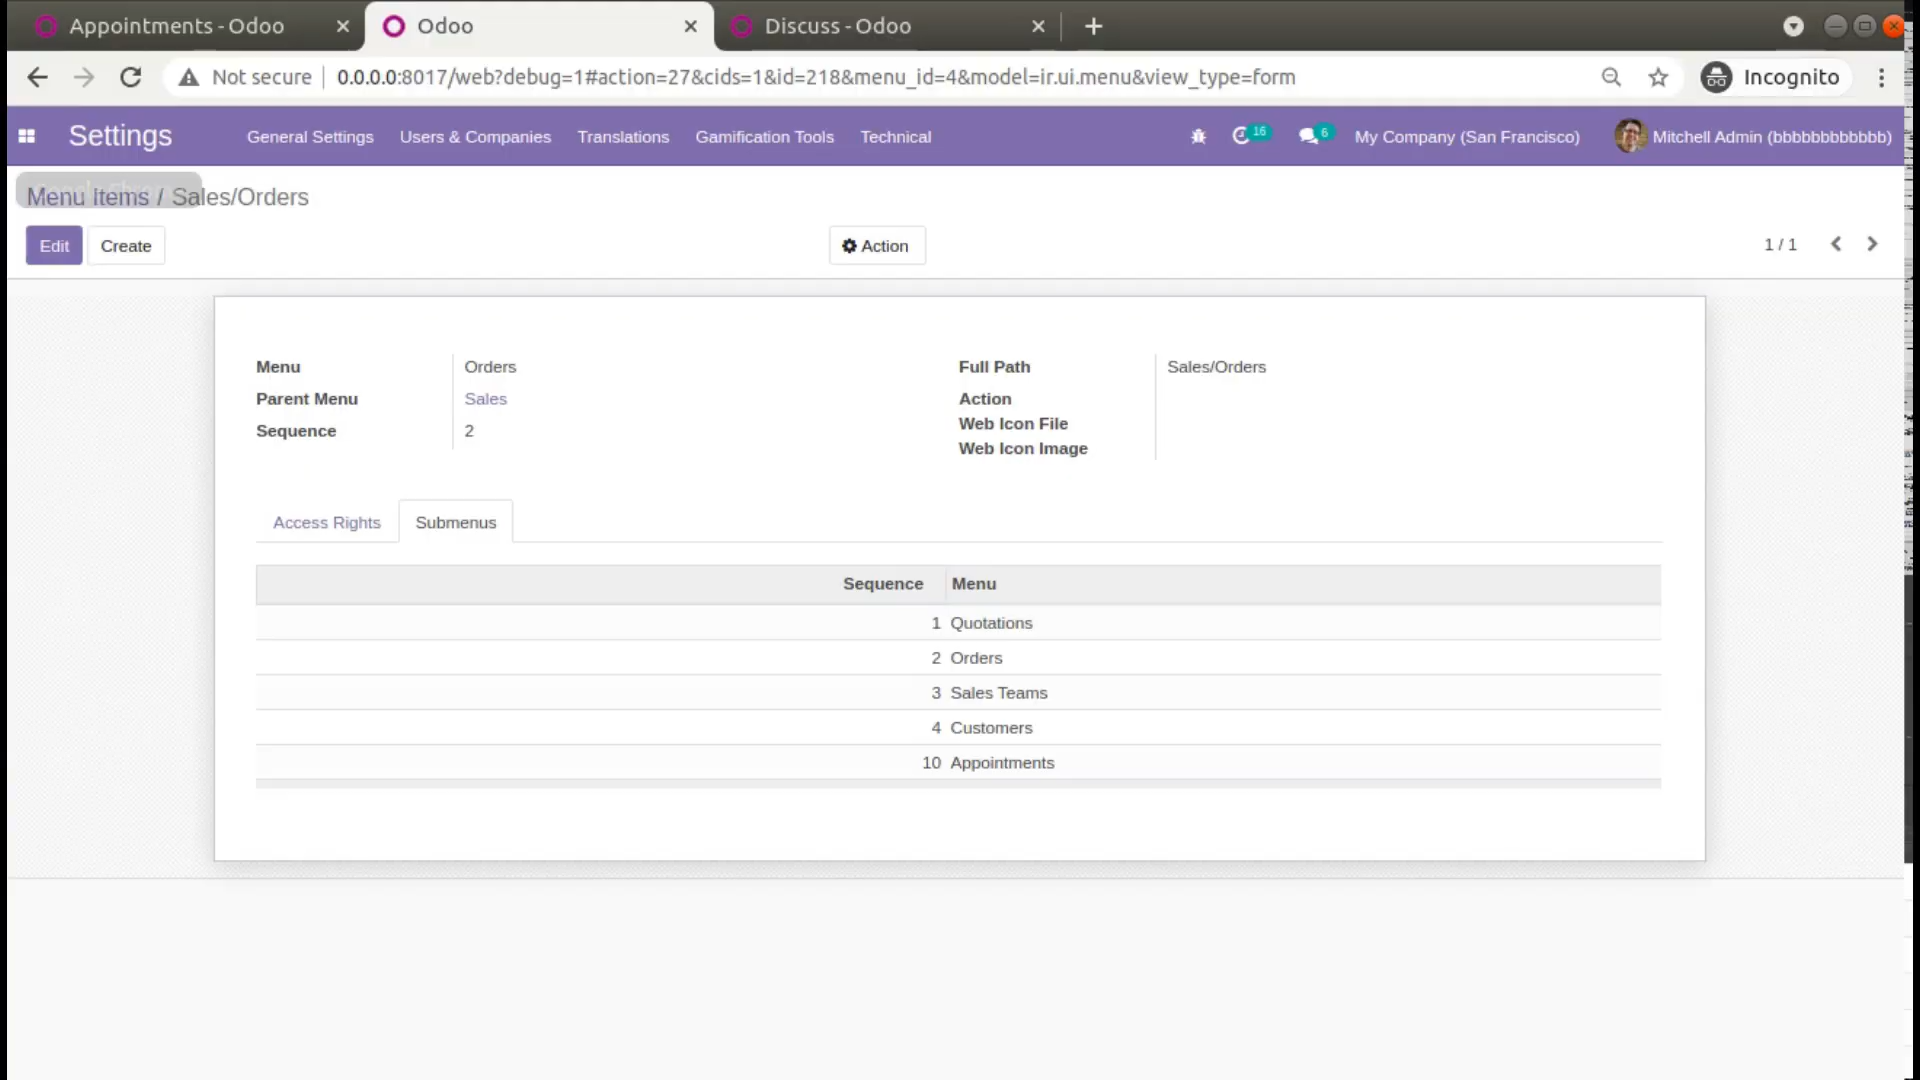 Appointments - Odoo
Odoo
Discuss - Odoo
Not secure
0.0.0.0:8017/web?debug=1#action=27&cids=1&id=218&menu_id=4&model=ir.ui.menu&view_type=form
Incognito
Settings
General Settings
Users & Companies
Translations
Gamification Tools
Technical
16
6
My Company (San Francisco)
Mitchell Admin (bbbbbbbbbbbb)
Menu Items / Sales/Orders
Edit
Create
Action
1 / 1
Menu Orders
Parent Menu Sales
Sequence 2
Full Path Sales/Orders
Action
Web Icon File
Web Icon Image
Access Rights
Submenus
Sequence Menu
1 Quotations
2 Orders
3 Sales Teams
4 Customers
10 Appointments